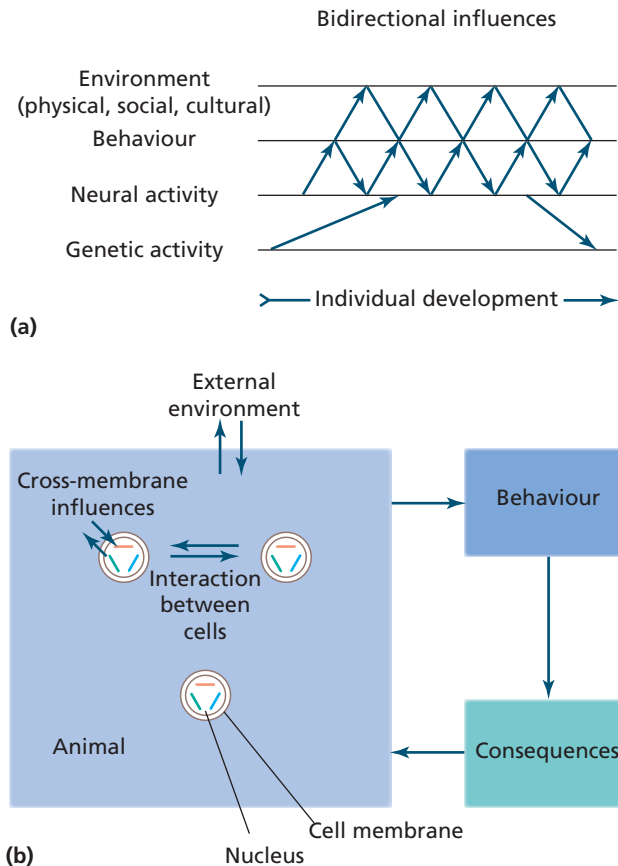 Bidirectional influences
Environment
(physical, social, cultural)
Behaviour
Neural activity
Genetic activity
Individual development
(a)
External
environment
Cross-membrane
influences
Behaviour
Interaction
between
cells
Animal
Consequences
Cell membrane
Nucleus
(b)